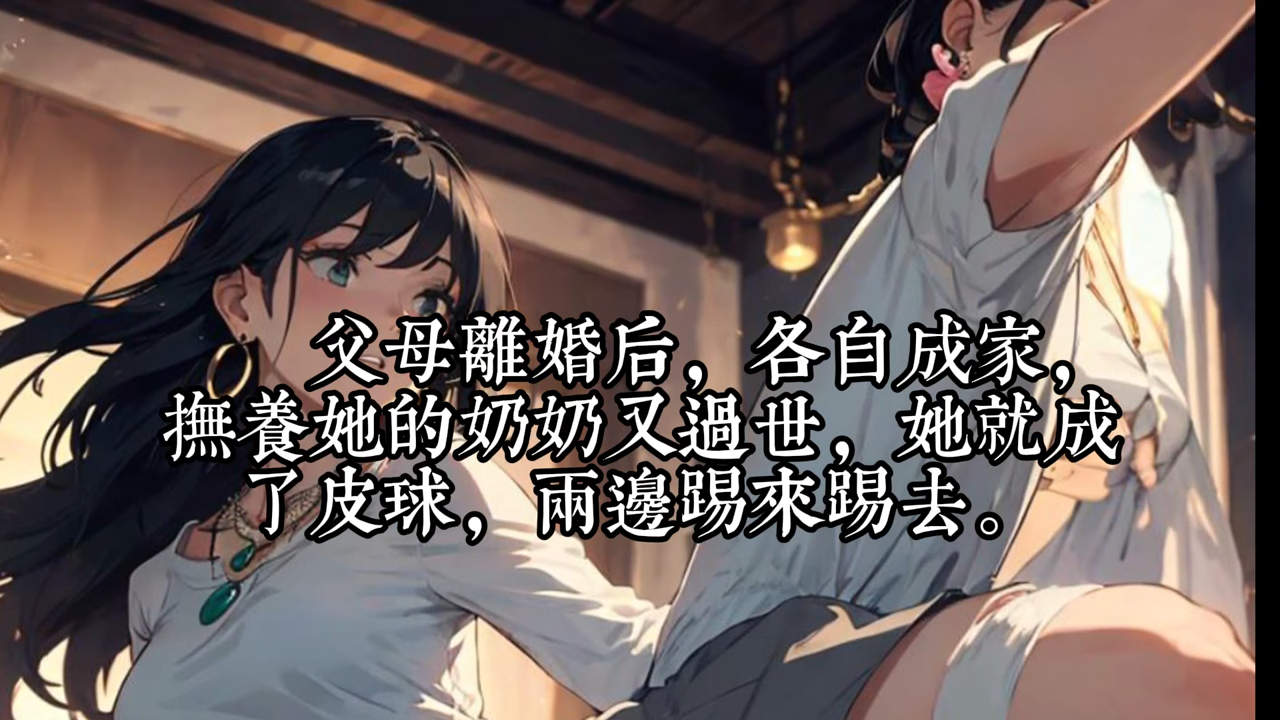 父母離婚后，各自成家，
撫養她的奶奶又過世，她就成
了皮球，兩邊踢來踢去。